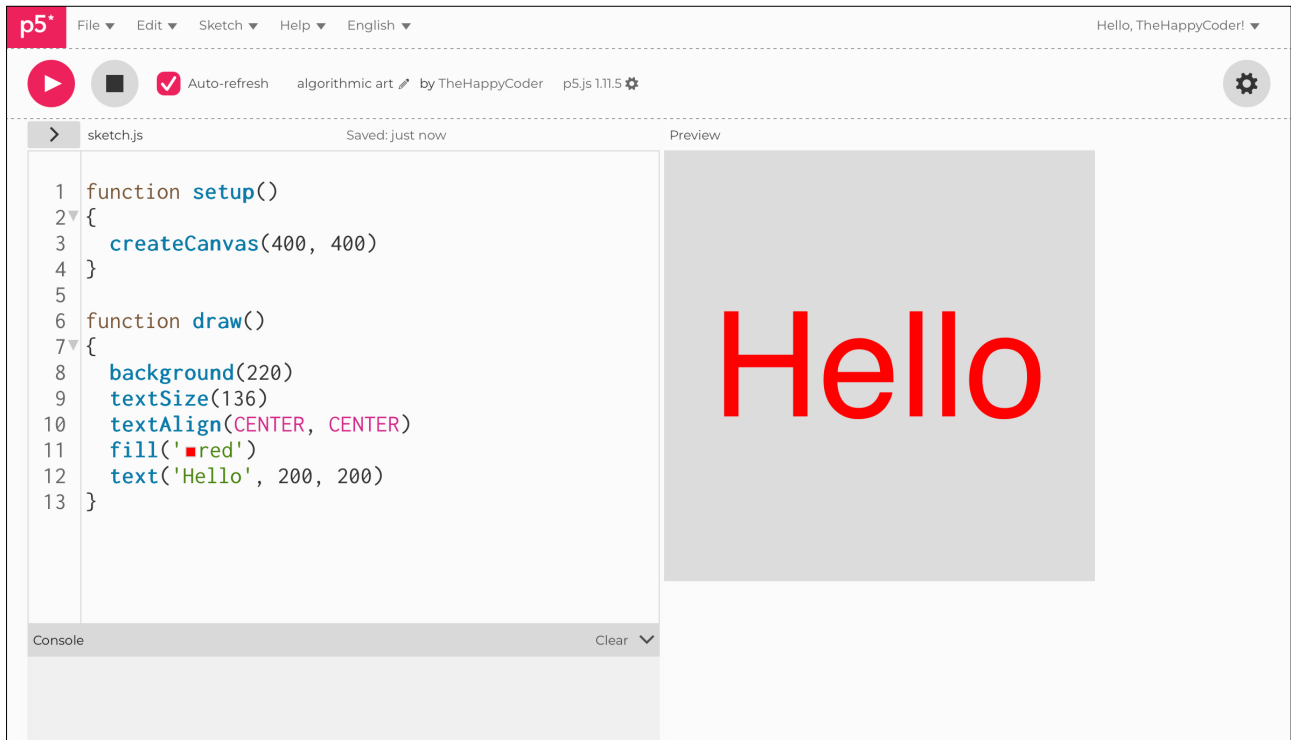 p5* File Edit Sketch Help English Hello, TheHappyCoder!
Auto-refresh algorithmic art by TheHappyCoder p5.js 1.11.5
sketch.js Saved: just now Preview
1 function setup()
2 {
3 createCanvas(400, 400)
4 }
5
6 function draw()
7 {
8 background(220)
9 textSize(136)
10 textAlign(CENTER, CENTER)
11 fill('red')
12 text('Hello', 200, 200)
13 }
Hello
Console Clear